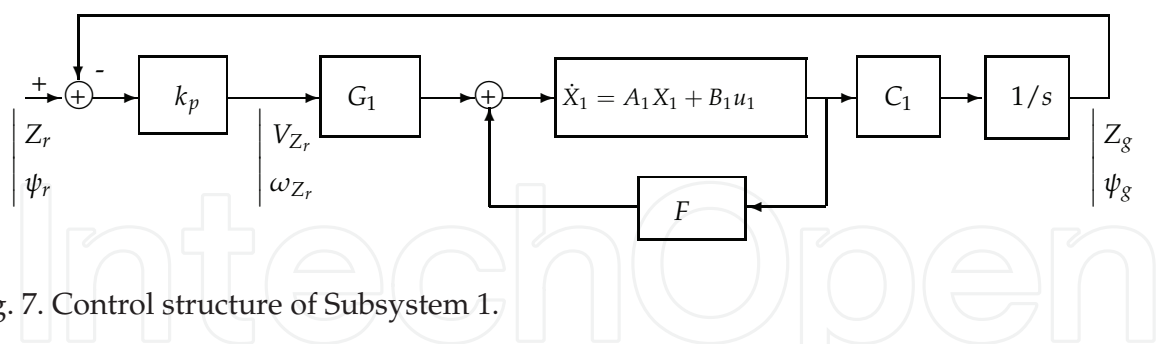 + -
k_p G_1 + Ẋ_1 = A_1X_1 + B_1u_1 C_1 1/s
+
Z_r V_{Z_r} Z_g
ψ_r ω_{Z_r} F ψ_g
IntechOpen
g. 7. Control structure of Subsystem 1.